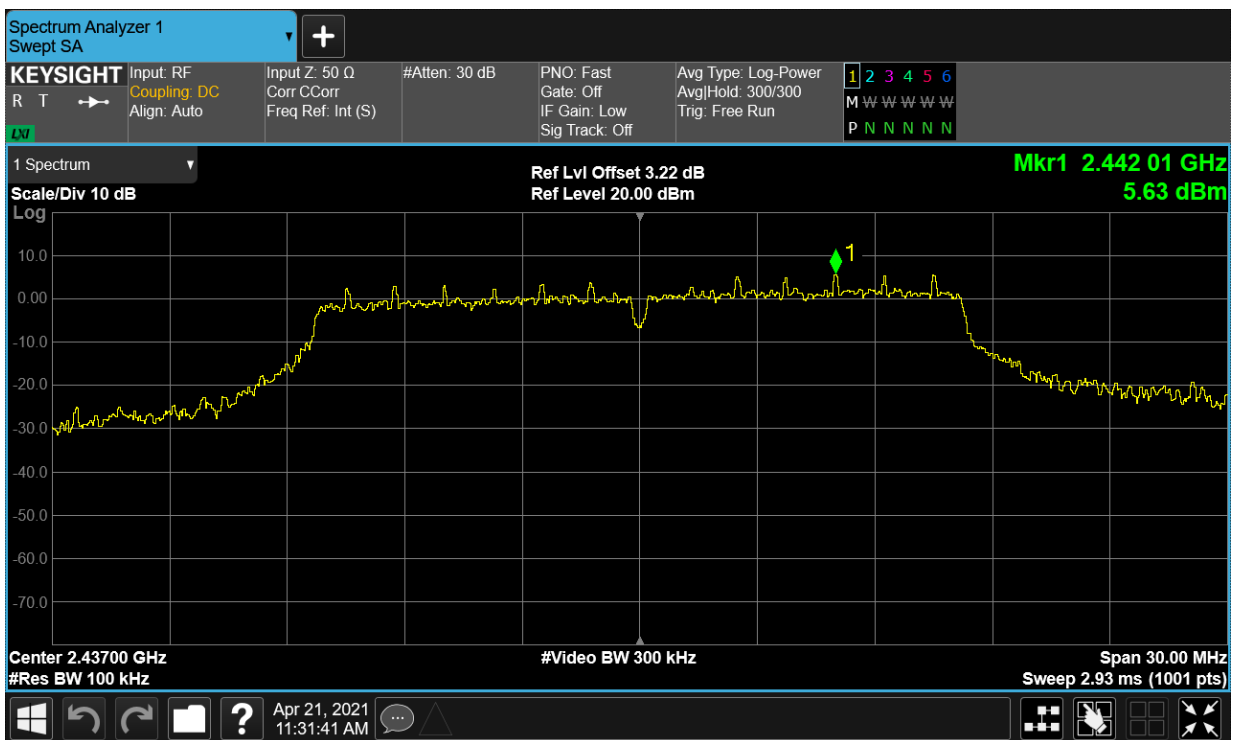 Spectrum Analyzer 1
Swept SA
KEYSIGHT
R T
LXI
Input: RF
Coupling: DC
Align: Auto
Input Z: 50 Ω
Corr CCorr
Freq Ref: Int (S)
#Atten: 30 dB
PNO: Fast
Gate: Off
IF Gain: Low
Sig Track: Off
Avg Type: Log-Power
Avg|Hold: 300/300
Trig: Free Run
1 2 3 4 5 6
M W W W W W
P N N N N N
1 Spectrum
Scale/Div 10 dB
Ref Lvl Offset 3.22 dB
Ref Level 20.00 dBm
Mkr1 2.442 01 GHz
5.63 dBm
Log
10.0
0.00
-10.0
-20.0
-30.0
-40.0
-50.0
-60.0
-70.0
1
Center 2.43700 GHz
#Res BW 100 kHz
#Video BW 300 kHz
Span 30.00 MHz
Sweep 2.93 ms (1001 pts)
?
Apr 21, 2021
11:31:41 AM